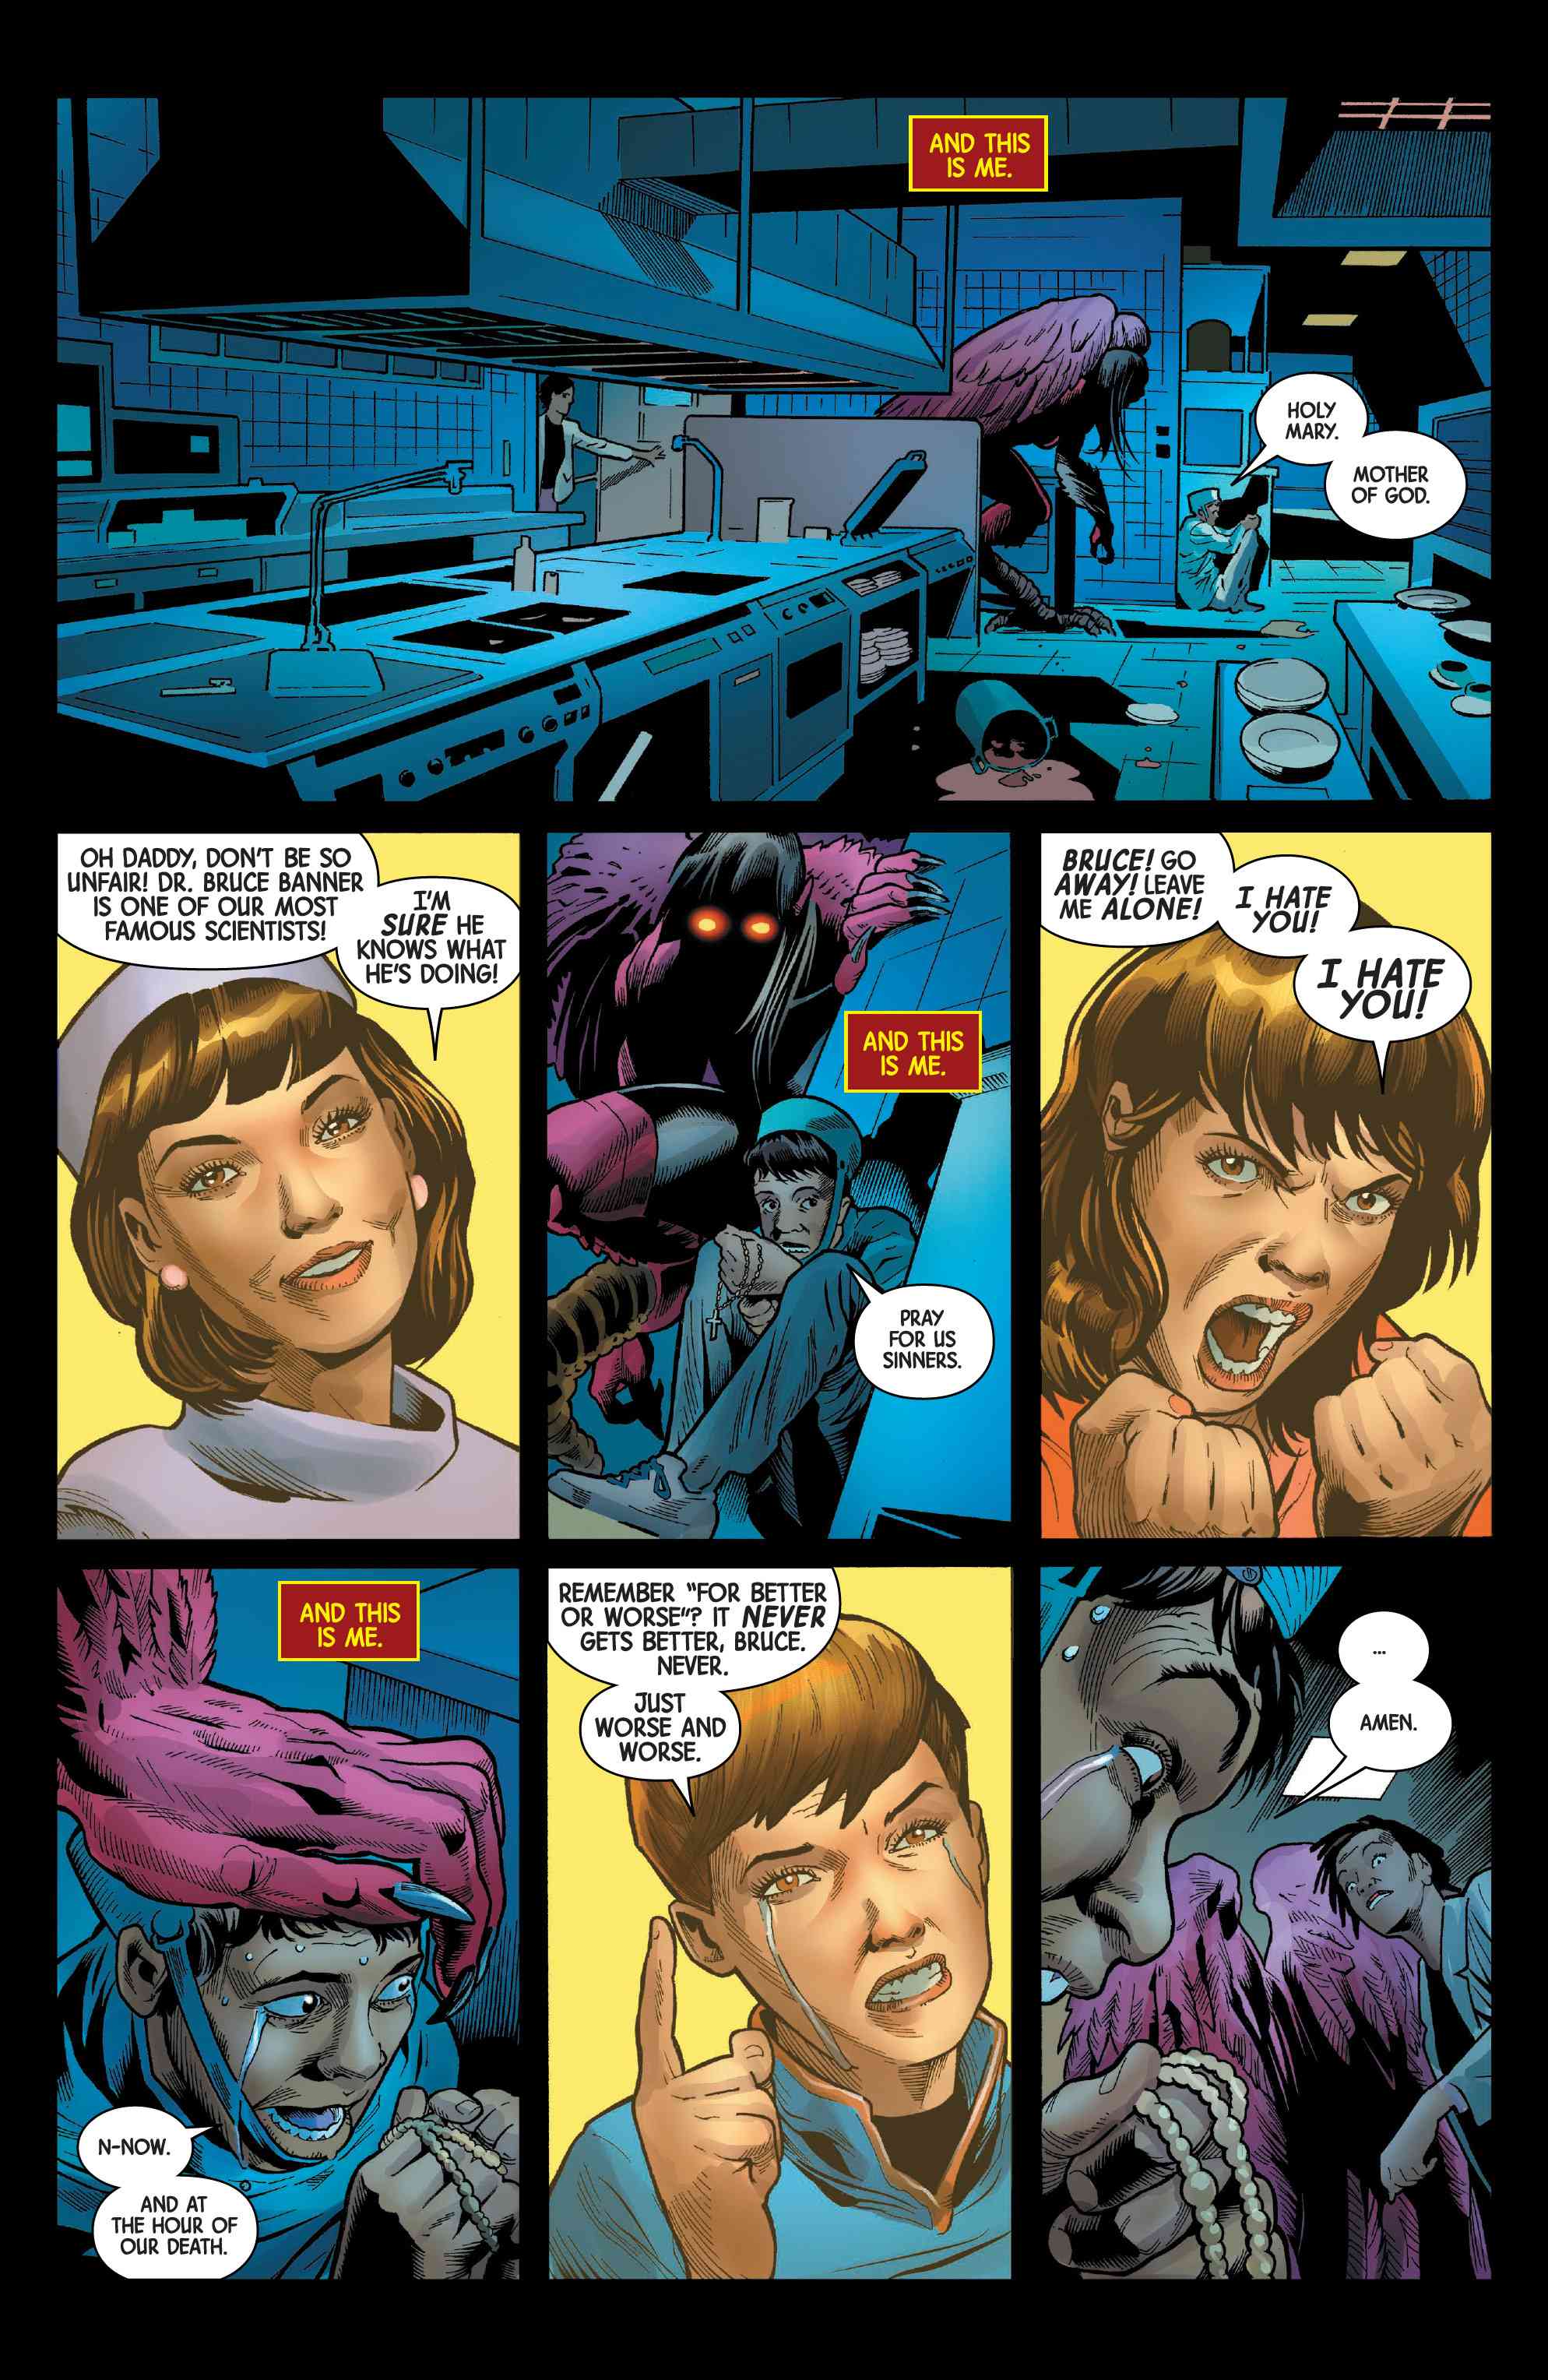 AND THIS
IS ME.
HOLY
MARY.
MOTHER
OF GOD.
OH DADDY, DON'T BE SO
UNFAIR! DR. BRUCE BANNER
IS ONE OF OUR MOST
FAMOUS SCIENTISTS!
I'M
SURE HE
KNOWS WHAT
HE'S DOING!
AND THIS
IS ME.
PRAY
FOR US
SINNERS.
BRUCE! GO
AWAY! LEAVE
ME ALONE!
I HATE
YOU!
I HATE
YOU!
AND THIS
IS ME.
N-NOW.
AND AT
THE HOUR OF
OUR DEATH.
REMEMBER "FOR BETTER
OR WORSE"? IT NEVER
GETS BETTER, BRUCE.
NEVER.
JUST
WORSE AND
WORSE.
...
AMEN.